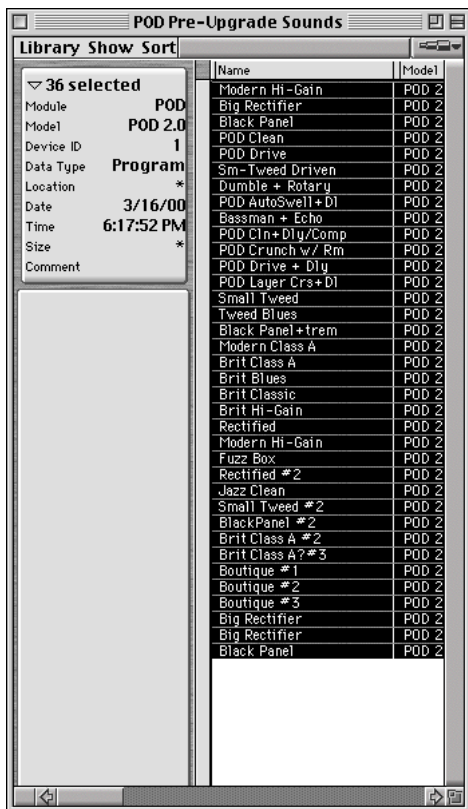 POD Pre-Upgrade Sounds
Library Show Sort
36 selected
Module POD
Model POD 2.0
Device ID 1
Data Type Program
Location *
Date 3/16/00
Time 6:17:52 PM
Size *
Comment
Name Model
Modern Hi-Gain POD 2
Big Rectifier POD 2
Black Panel POD 2
POD Clean POD 2
POD Drive POD 2
Sm-Tweed Driven POD 2
Dumble + Rotary POD 2
POD AutoSwell+Dl POD 2
Bassman + Echo POD 2
POD Cln+Dly/Comp POD 2
POD Crunch w/ Rm POD 2
POD Drive + Dly POD 2
POD Layer Crs+Dl POD 2
Small Tweed POD 2
Tweed Blues POD 2
Black Panel+trem POD 2
Modern Class A POD 2
Brit Class A POD 2
Brit Blues POD 2
Brit Classic POD 2
Brit Hi-Gain POD 2
Rectified POD 2
Modern Hi-Gain POD 2
Fuzz Box POD 2
Rectified #2 POD 2
Jazz Clean POD 2
Small Tweed #2 POD 2
BlackPanel #2 POD 2
Brit Class A #2 POD 2
Brit Class A?#3 POD 2
Boutique #1 POD 2
Boutique #2 POD 2
Boutique #3 POD 2
Big Rectifier POD 2
Big Rectifier POD 2
Black Panel POD 2